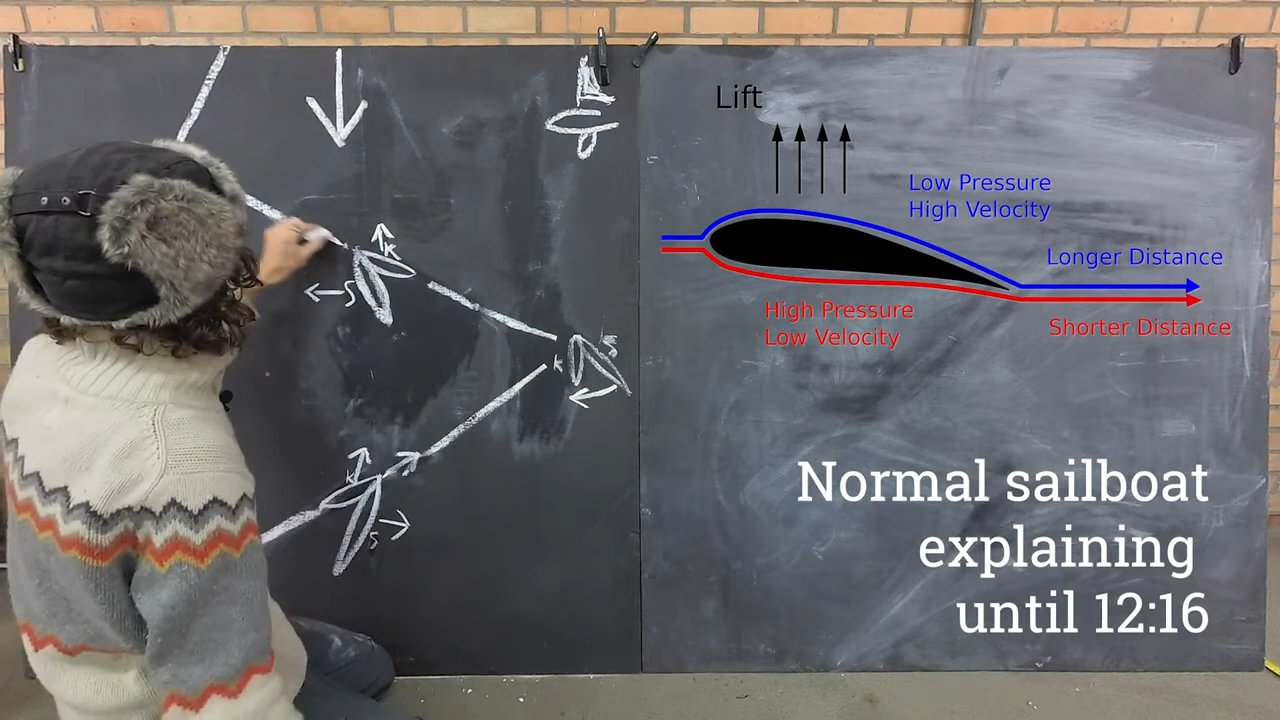 Lift
Low Pressure
High Velocity
Longer Distance
High Pressure
Low Velocity
Shorter Distance
K
S
K
S
K
S
Normal sailboat
explaining
until 12:16